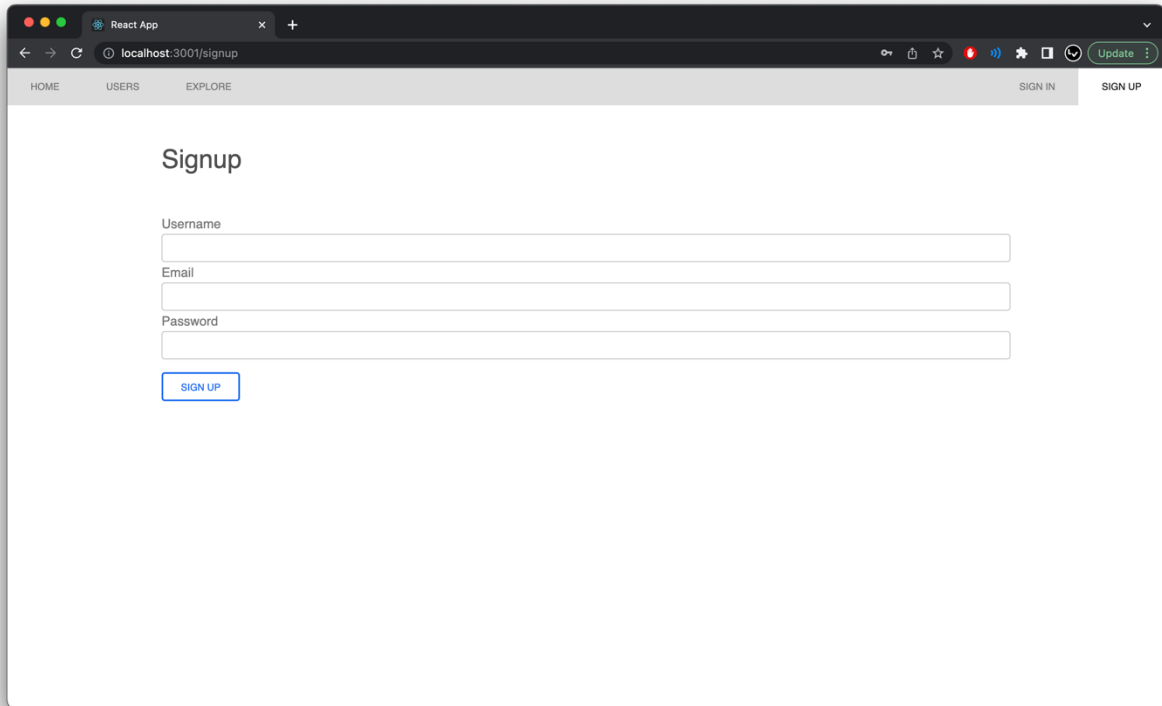 React App
localhost:3001/signup
Update
HOME USERS EXPLORE SIGN IN SIGN UP
Signup
Username
Email
Password
SIGN UP